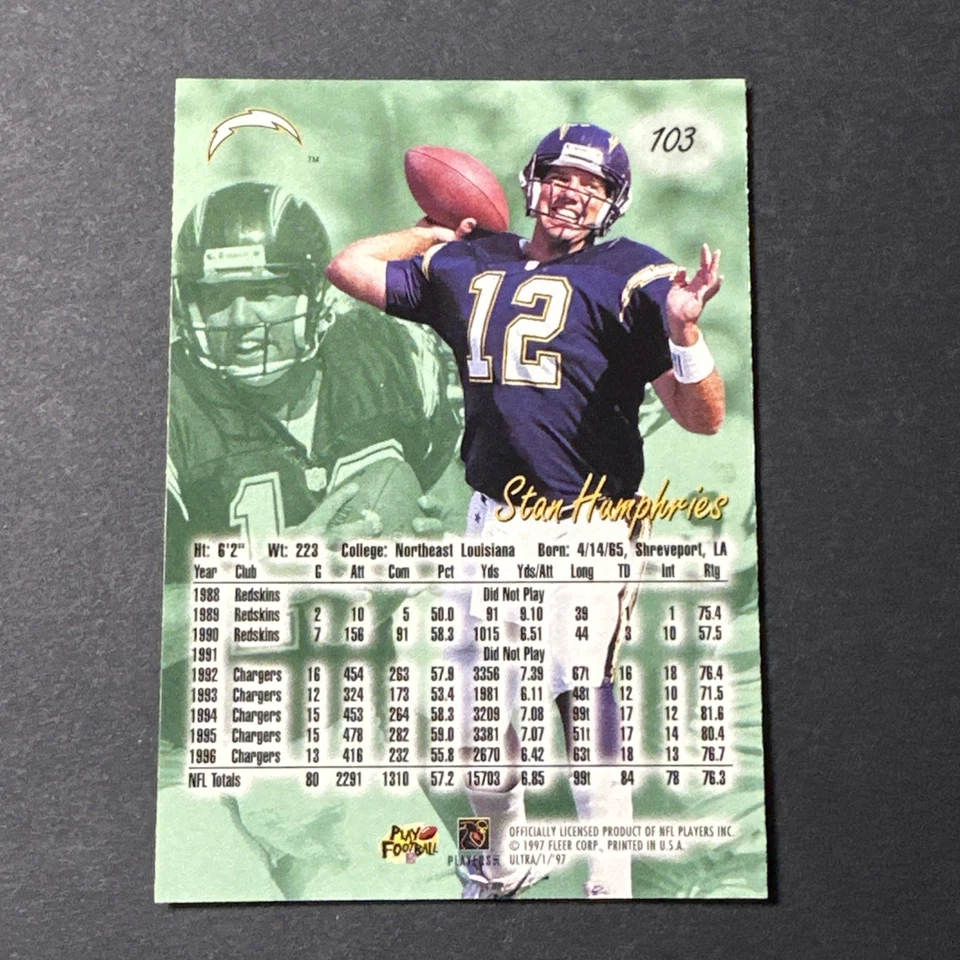 TM
103
12
1
Stan Humphries
Ht: 6'2" Wt: 223 College: Northeast Louisiana Born: 4/14/65, Shreveport, LA
Year Club G Att Com Pct Yds Yds/Att Long TD Int Rtg
1988 Redskins Did Not Play
1989 Redskins 2 10 5 50.0 91 9.10 39 1 1 75.4
1990 Redskins 7 156 91 58.3 1015 6.51 44 3 10 57.5
1991 Did Not Play
1992 Chargers 16 454 263 57.9 3356 7.39 67t 16 18 76.4
1993 Chargers 12 324 173 53.4 1981 6.11 48t 12 10 71.5
1994 Chargers 15 453 264 58.3 3209 7.08 99t 17 12 81.6
1995 Chargers 15 478 282 59.0 3381 7.07 51t 17 14 80.4
1996 Chargers 13 416 232 55.8 2670 6.42 63t 18 13 76.7
NFL Totals 80 2291 1310 57.2 15703 6.85 99t 84 78 76.3
PLAY
FOOTBALL
PLAYERS
OFFICIALLY LICENSED PRODUCT OF NFL PLAYERS INC.
© 1997 FLEER CORP., PRINTED IN U.S.A.
ULTRA/1/'97